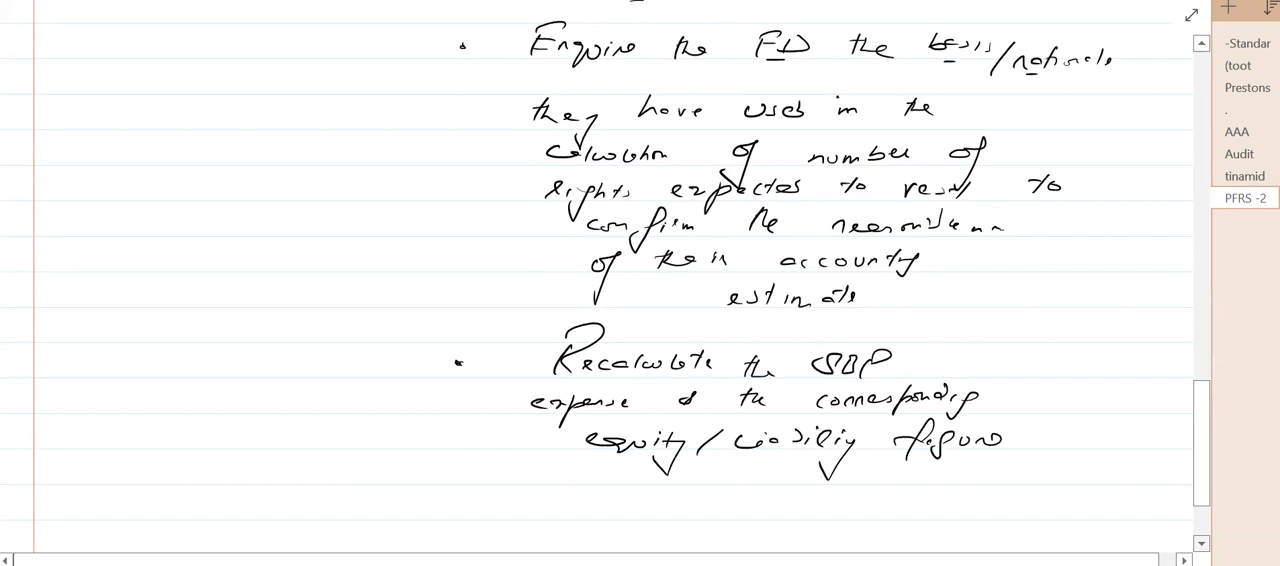 Enquire the FD the basis/rationale
they have used in the
calculation of number of
rights expected to result to
confirm the reasonableness
of their accounting
estimate
Recalculate the SBP
expense & the corresponding
equity/liability figure
-Standar
(toot
Prestons
.
AAA
Audit
tinamid
PFRS -2